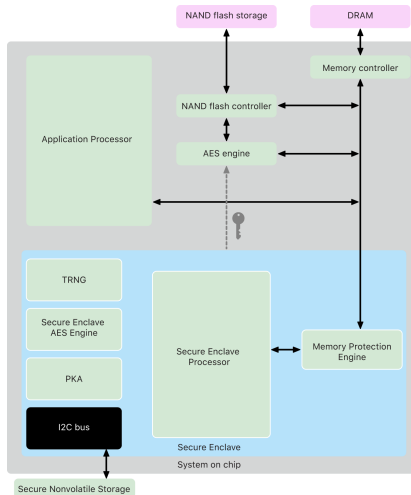 NAND flash storage
DRAM
Memory controller
NAND flash controller
Application Processor
AES engine
TRNG
Secure Enclave
AES Engine
Secure Enclave
Processor
Memory Protection
Engine
PKA
I2C bus
Secure Enclave
System on chip
Secure Nonvolatile Storage